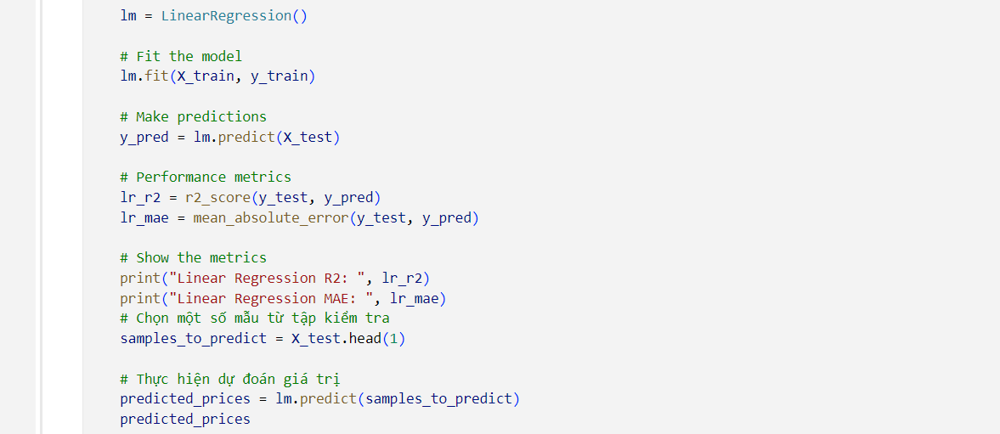 lm = LinearRegression()
# Fit the model
lm.fit(X_train, y_train)
# Make predictions
y_pred = lm.predict(X_test)
# Performance metrics
lr_r2 = r2_score(y_test, y_pred)
lr_mae = mean_absolute_error(y_test, y_pred)
# Show the metrics
print("Linear Regression R2: ", lr_r2)
print("Linear Regression MAE: ", lr_mae)
# Chọn một số mẫu từ tập kiểm tra
samples_to_predict = X_test.head(1)
# Thực hiện dự đoán giá trị
predicted_prices = lm.predict(samples_to_predict)
predicted_prices